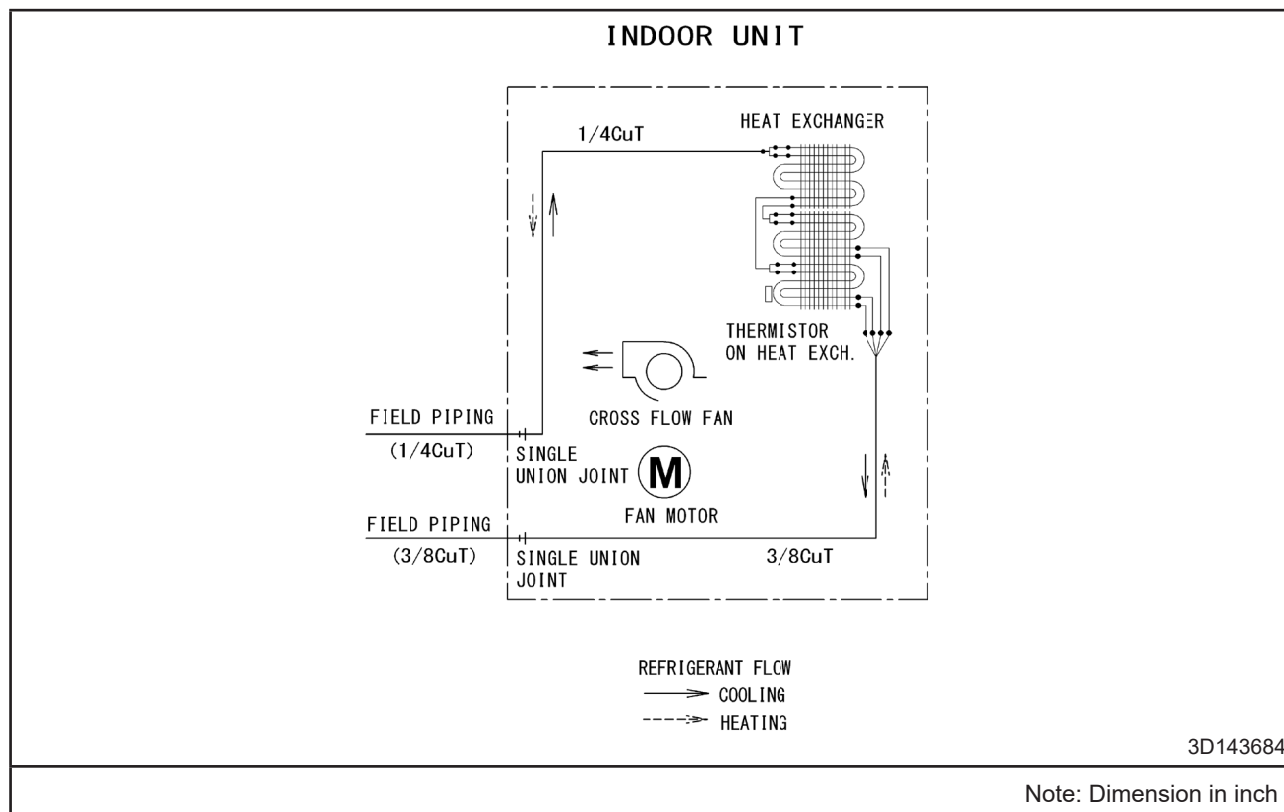 INDOOR UNIT
HEAT EXCHANGER
1/4CuT
THERMISTOR
ON HEAT EXCH.
CROSS FLOW FAN
FIELD PIPING
(1/4CuT)
SINGLE
UNION JOINT
M
FAN MOTOR
FIELD PIPING
(3/8CuT)
SINGLE UNION
JOINT
3/8CuT
REFRIGERANT FLOW
COOLING
HEATING
3D143684
Note: Dimension in inch